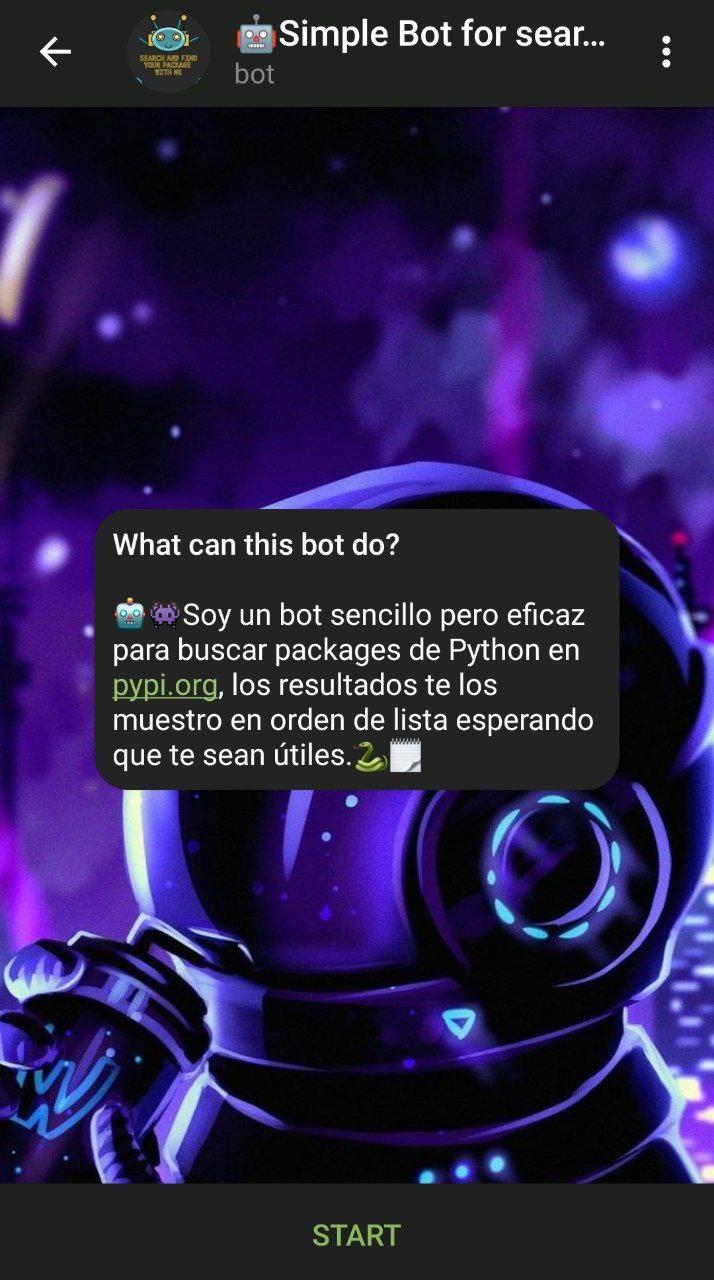 🤖Simple Bot for sear...
bot
SEARCH AND FIND
YOUR PACKAGE
WITH ME
What can this bot do?
🤖👾Soy un bot sencillo pero eficaz
para buscar packages de Python en
pypi.org, los resultados te los
muestro en orden de lista esperando
que te sean útiles.🐍🗒️
START